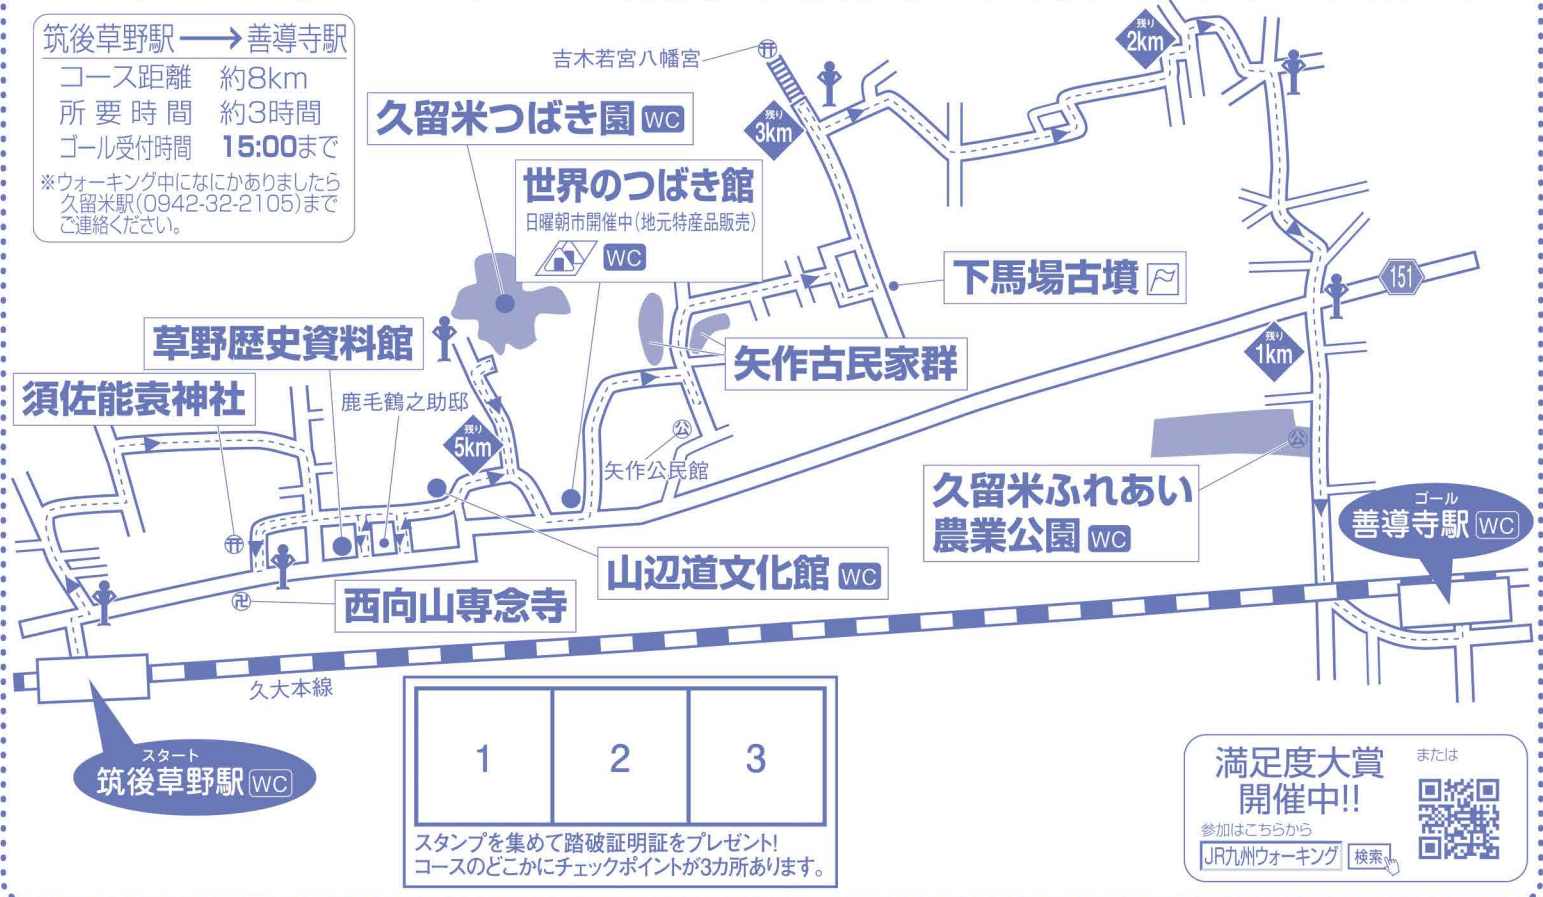 筑後草野駅→善導寺駅
コース距離 約8km
所要時間 約3時間
ゴール受付時間 15:00まで
※ウォーキング中になにかありましたら
久留米駅(0942-32-2105)まで
ご連絡ください。
吉木若宮八幡宮
残り
2km
残り
3km
久留米つばき園 WC
世界のつばき館
日曜朝市開催中(地元特産品販売)
WC
下馬場古墳
151
草野歴史資料館
矢作古民家群
残り
1km
須佐能袁神社
鹿毛鶴之助邸
残り
5km
公
矢作公民館
公
久留米ふれあい
農業公園 WC
ゴール
善導寺駅 WC
山辺道文化館 WC
卍
西向山専念寺
久大本線
スタート
筑後草野駅 WC
1
2
3
スタンプを集めて踏破証明証をプレゼント!
コースのどこかにチェックポイントが3カ所あります。
満足度大賞
開催中!!
または
参加はこちらから
JR九州ウォーキング 検索